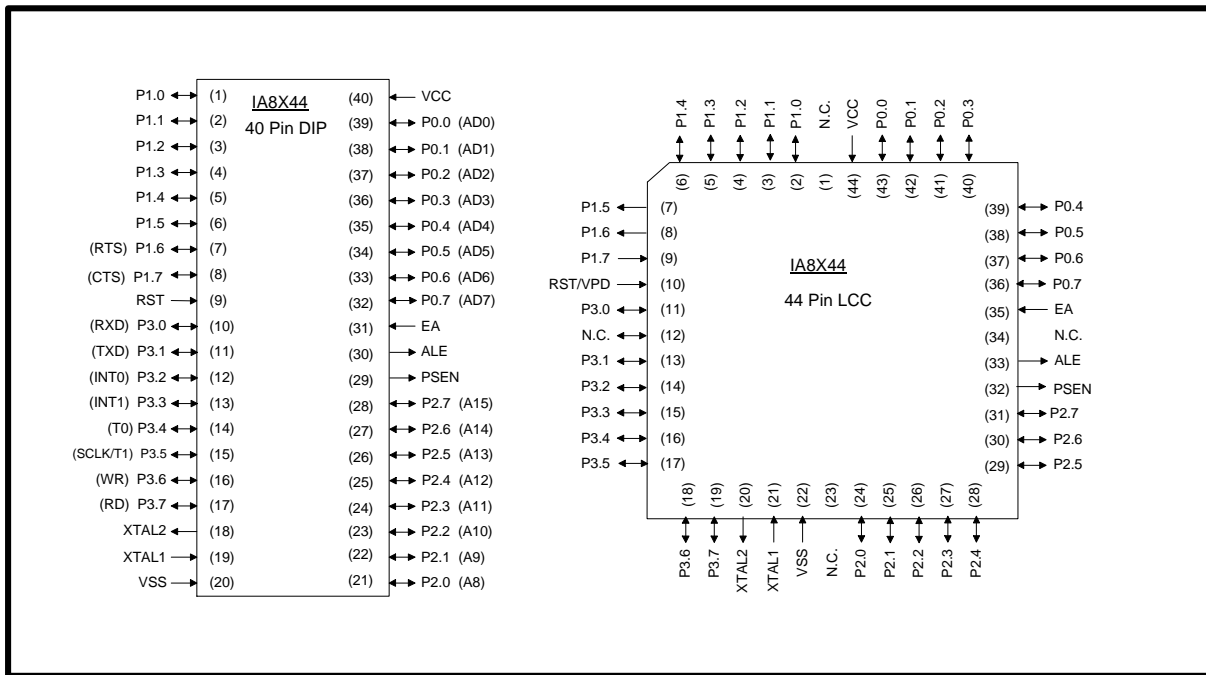 IA8X44
40 Pin DIP
P1.0 (1)
P1.1 (2)
P1.2 (3)
P1.3 (4)
P1.4 (5)
P1.5 (6)
(RTS) P1.6 (7)
(CTS) P1.7 (8)
RST (9)
(RXD) P3.0 (10)
(TXD) P3.1 (11)
(INT0) P3.2 (12)
(INT1) P3.3 (13)
(T0) P3.4 (14)
(SCLK/T1) P3.5 (15)
(WR) P3.6 (16)
(RD) P3.7 (17)
XTAL2 (18)
XTAL1 (19)
VSS (20)
(40) VCC
(39) P0.0 (AD0)
(38) P0.1 (AD1)
(37) P0.2 (AD2)
(36) P0.3 (AD3)
(35) P0.4 (AD4)
(34) P0.5 (AD5)
(33) P0.6 (AD6)
(32) P0.7 (AD7)
(31) EA
(30) ALE
(29) PSEN
(28) P2.7 (A15)
(27) P2.6 (A14)
(26) P2.5 (A13)
(25) P2.4 (A12)
(24) P2.3 (A11)
(23) P2.2 (A10)
(22) P2.1 (A9)
(21) P2.0 (A8)
P1.4 P1.3 P1.2 P1.1 P1.0 N.C. VCC P0.0 P0.1 P0.2 P0.3
(6) (5) (4) (3) (2) (1) (44) (43) (42) (41) (40)
P1.5 (7)
P1.6 (8)
P1.7 (9)
RST/VPD (10)
P3.0 (11)
N.C. (12)
P3.1 (13)
P3.2 (14)
P3.3 (15)
P3.4 (16)
P3.5 (17)
IA8X44
44 Pin LCC
(39) P0.4
(38) P0.5
(37) P0.6
(36) P0.7
(35) EA
(34) N.C.
(33) ALE
(32) PSEN
(31) P2.7
(30) P2.6
(29) P2.5
(18) (19) (20) (21) (22) (23) (24) (25) (26) (27) (28)
P3.6 P3.7 XTAL2 XTAL1 VSS N.C. P2.0 P2.1 P2.2 P2.3 P2.4